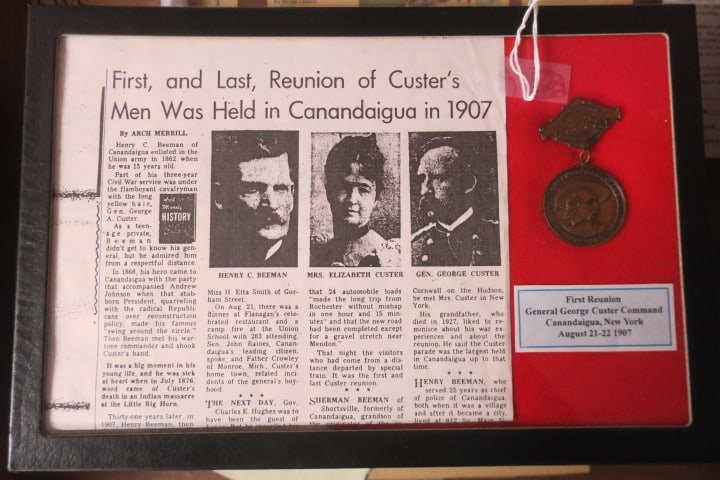 First, and Last, Reunion of Custer's
Men Was Held in Canandaigua in 1907
By ARCH MERRILL
Henry C. Beeman of
Canandaigua enlisted in the
Union army in 1862 when
he was 15 years old.
Part of his three-year
Civil War service was under
the flamboyant cavalryman
with the long
yellow hair,
Gen. George
A. Custer.
As a teen-
age private,
Beeman
didn't get to know his gen-
eral, but he admired him
from a respectful distance.
In 1866, his hero came to
Canandaigua with the party
that accompanied Andrew
Johnson when that stub-
born President, quarreling
with the radical Republi-
cans over reconstruction
policy, made his famous
"swing around the circle."
Then Beeman met his war-
time commander and shook
Custer's hand.
It was a big moment in his
young life, and he was sick
at heart when in July 1876,
word came of Custer's
death in an Indian massacre
at the Little Big Horn.
Thirty-one years later, in
1907, Henry Beeman, then
Arch
Merrill's
HISTORY
HENRY C. BEEMAN
MRS. ELIZABETH CUSTER
GEN. GEORGE CUSTER
Miss H. Etta Smith of Gor-
ham Street.
On Aug. 21, there was a
dinner at Flanagan's cele-
brated restaurant and a
camp fire at the Union
School with 283 attending.
Sen. John Raines, Canan-
daigua's leading citizen,
spoke, and Father Crowley
of Monroe, Mich., Custer's
home town, related inci-
dents of the general's boy-
hood.
* * *
THE NEXT DAY, Gov.
Charles E. Hughes was to
have been the guest of
that 24 automobile loads
"made the long trip from
Rochester without mishap
in one hour and 15 min-
utes" and that the new road
had been completed except
for a gravel stretch near
Mendon."
That night the visitors
who had come from a dis-
tance departed by special
train. It was the first and
last Custer reunion.
* * *
SHERMAN BEEMAN of
Shortsville, formerly of
Canandaigua, grandson of
Cornwall on the Hudson,
he met Mrs. Custer in New
York.
His grandfather, who
died in 1927, liked to re-
minisce about his war ex-
periences and about the
reunion. He said the Custer
parade was the largest held
in Canandaigua up to that
time.
* * *
HENRY BEEMAN, who
served 25 years as chief
of police of Canandaigua,
both when it was a village
and after it became a city,
lived at 612 So. Main St.
First Reunion
General George Custer Command
Canandaigua, New York
August 21-22 1907